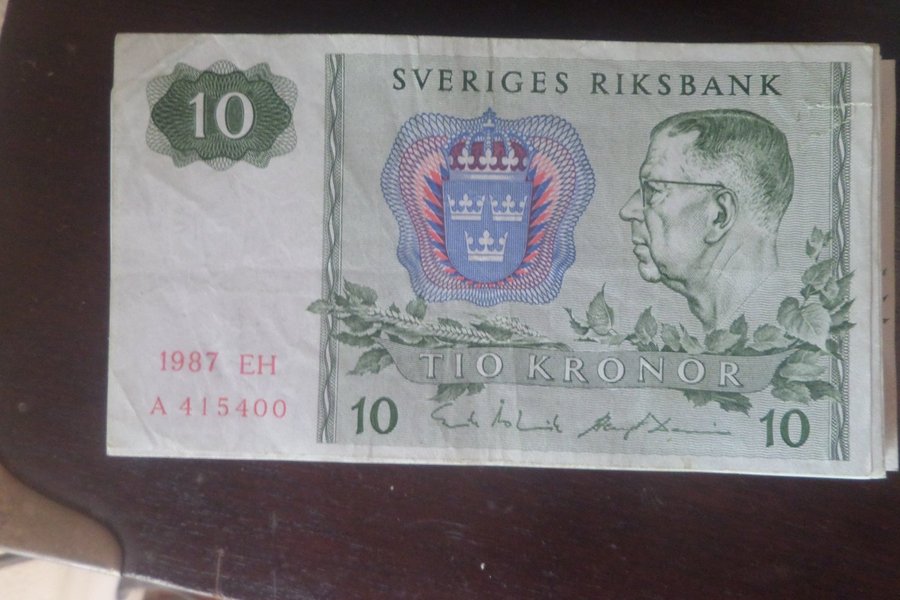 SVERIGES RIKSBANK
10
1987 EH
A 415400
TIO KRONOR
10
10